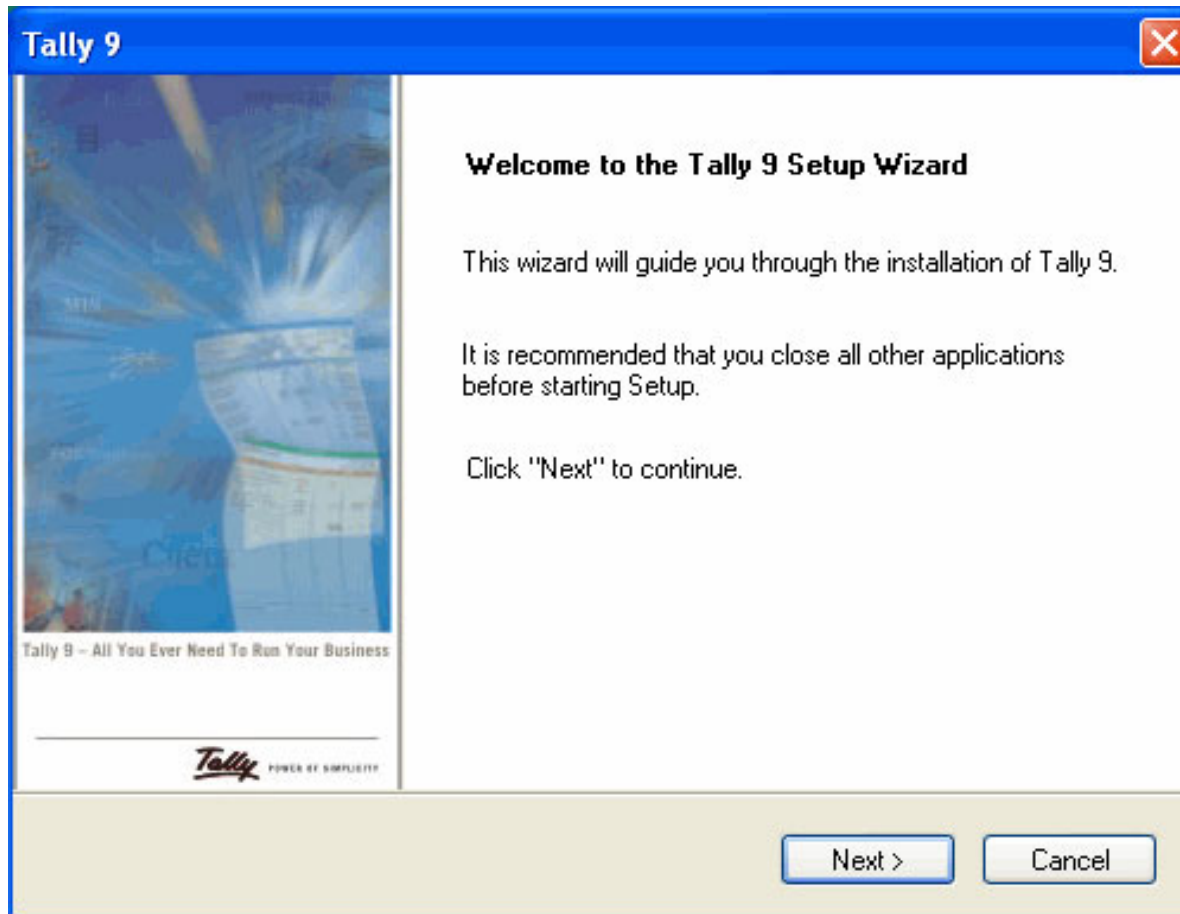 Tally 9
Welcome to the Tally 9 Setup Wizard
This wizard will guide you through the installation of Tally 9.
It is recommended that you close all other applications
before starting Setup.
Click "Next" to continue.
Tally 9 – All You Ever Need To Run Your Business
Tally POWER OF SIMPLICITY
Next >
Cancel